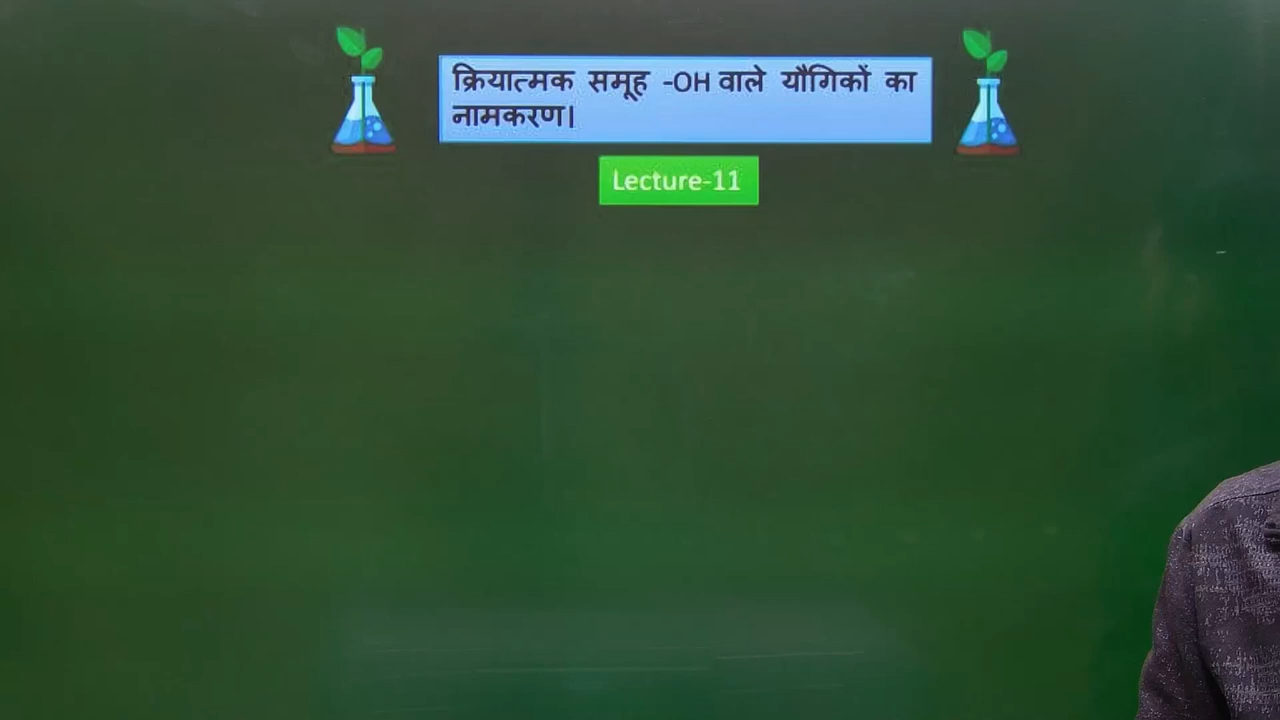 क्रियात्मक समूह -OH वाले यौगिकों का
नामकरण।
Lecture-11